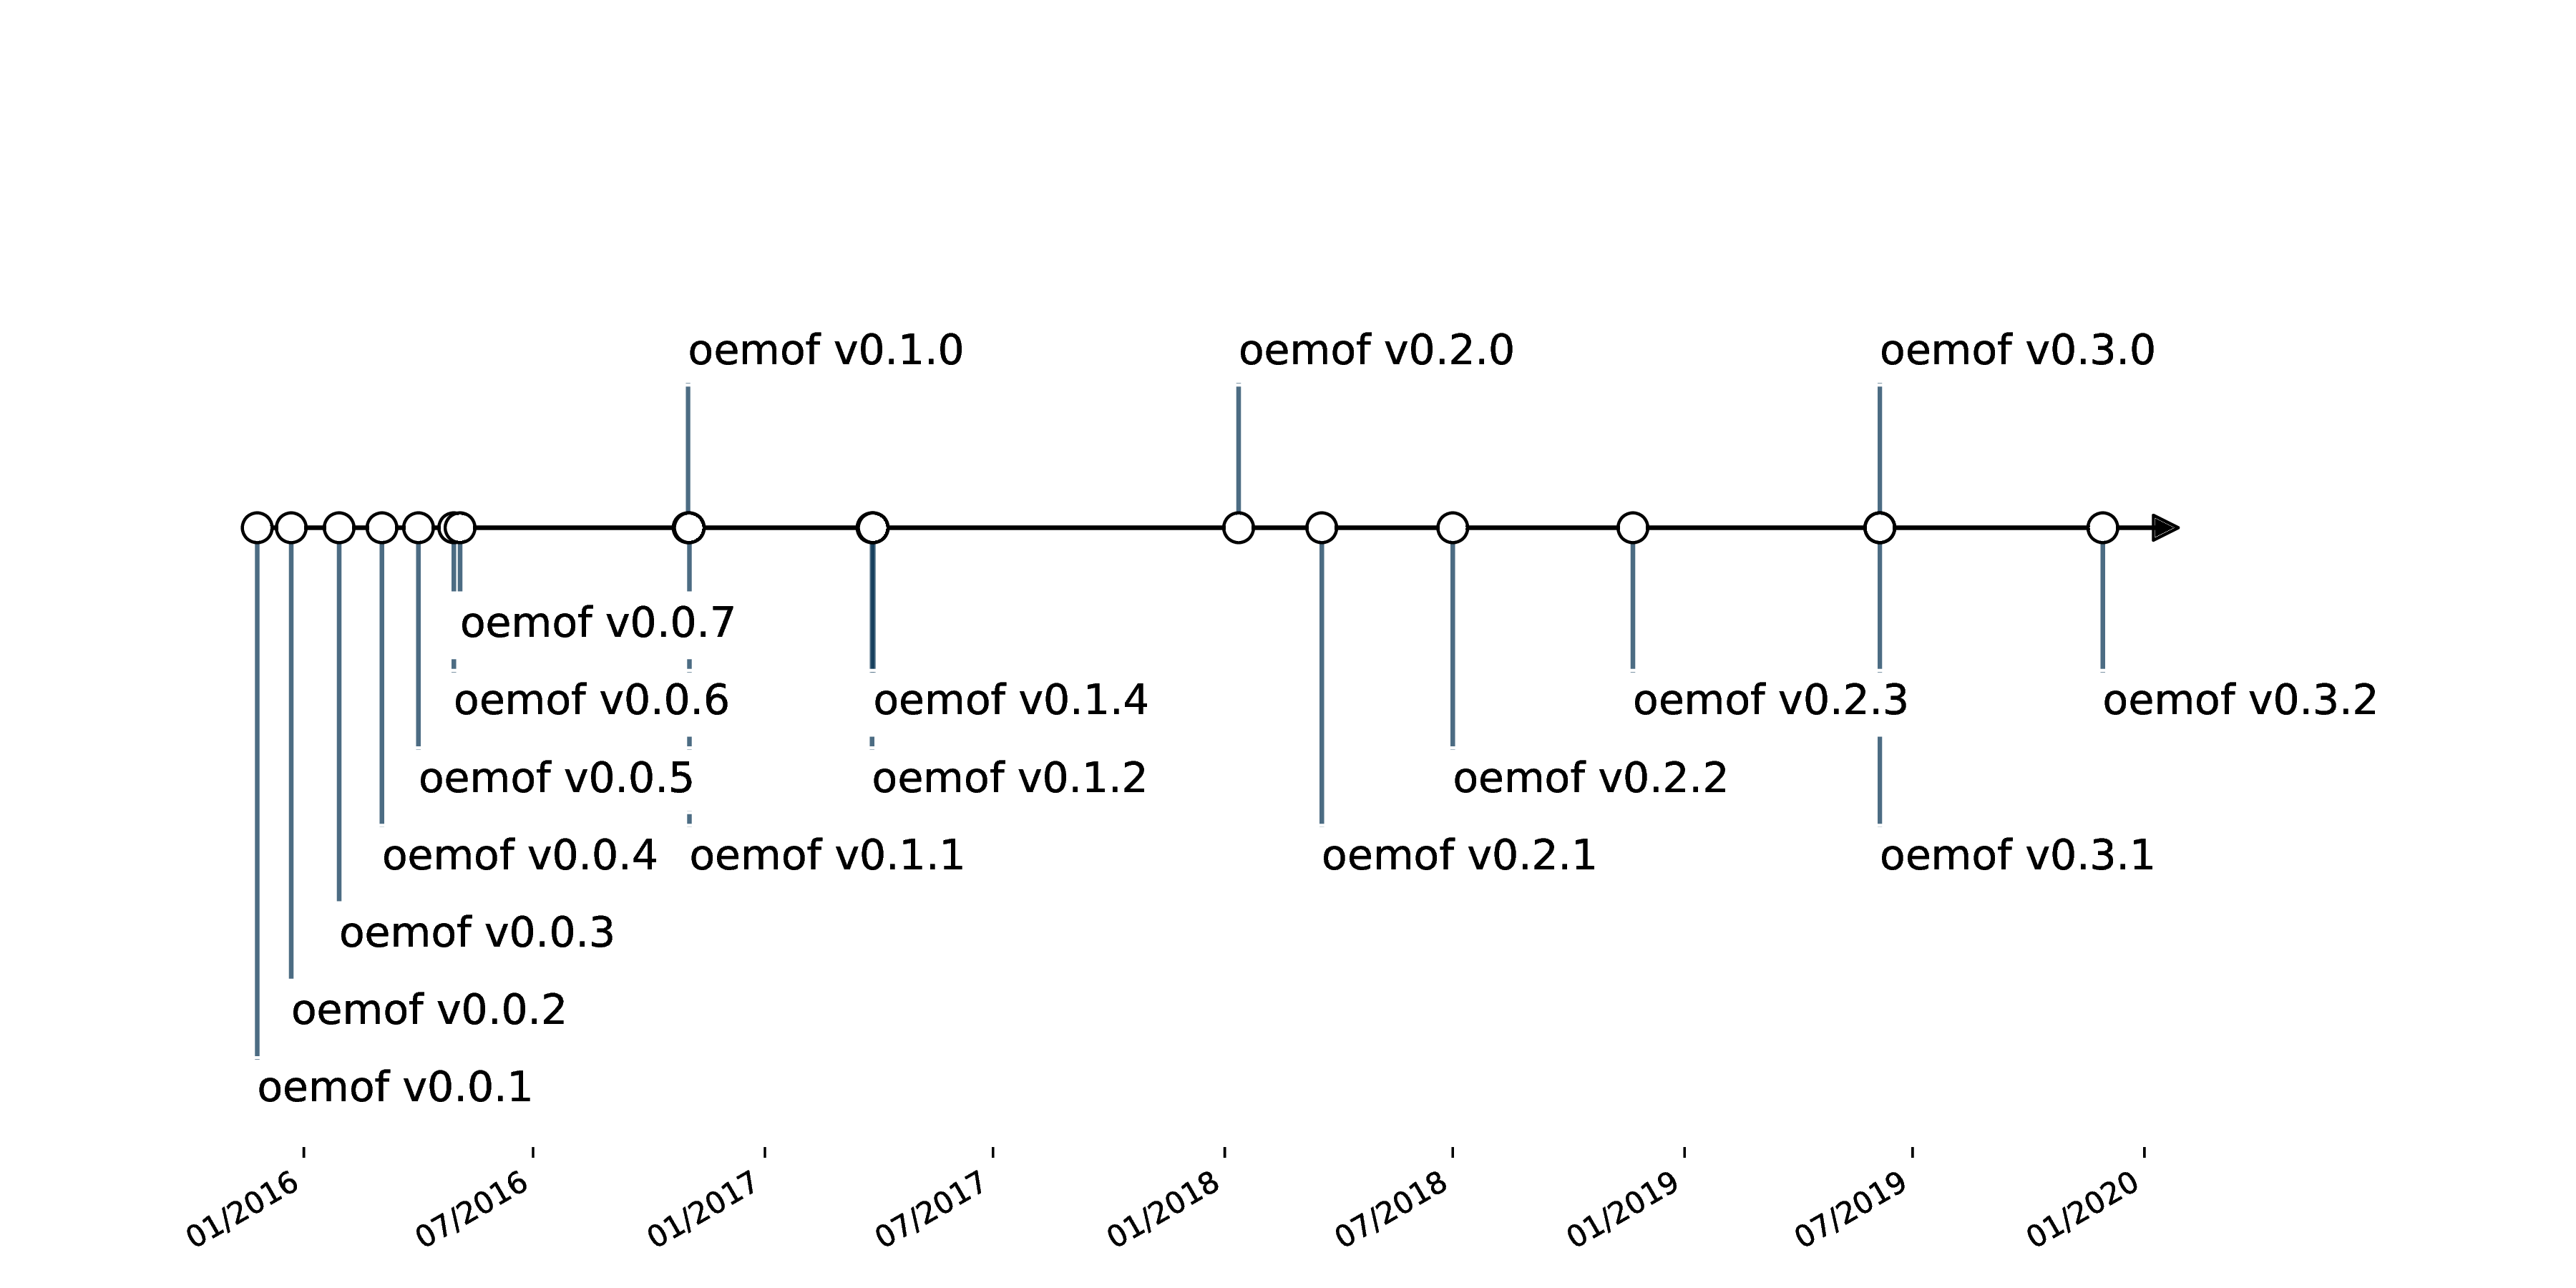 oemof v0.1.0
oemof v0.2.0
oemof v0.3.0
oemof v0.0.7
oemof v0.0.6
oemof v0.1.4
oemof v0.2.3
oemof v0.3.2
oemof v0.0.5
oemof v0.1.2
oemof v0.2.2
oemof v0.0.4
oemof v0.1.1
oemof v0.2.1
oemof v0.3.1
oemof v0.0.3
oemof v0.0.2
oemof v0.0.1
01/2016
07/2016
01/2017
07/2017
01/2018
07/2018
01/2019
07/2019
01/2020